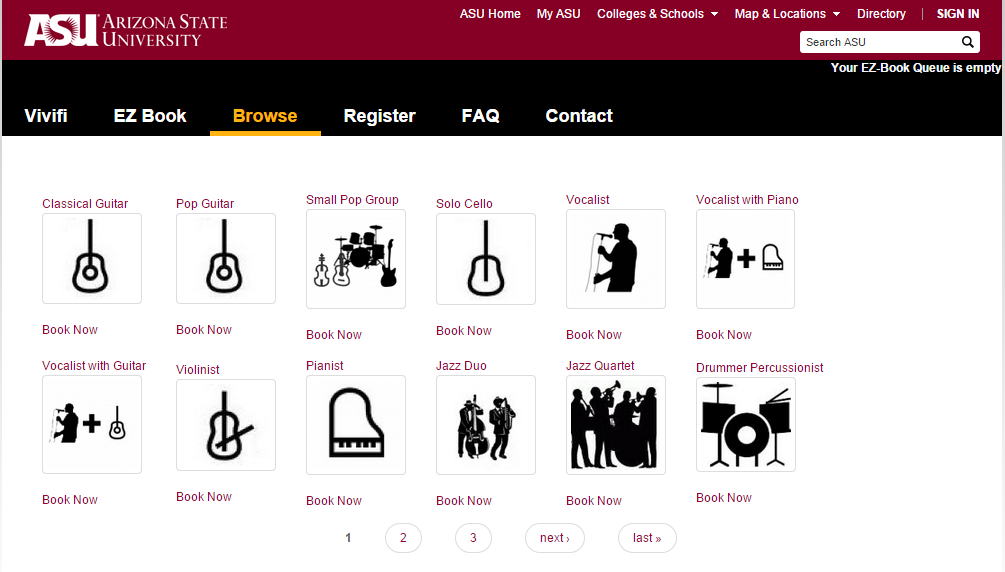 ASU ARIZONA STATE UNIVERSITY
ASU Home My ASU Colleges & Schools Map & Locations Directory | SIGN IN
Search ASU
Your EZ-Book Queue is empty
Vivifi EZ Book Browse Register FAQ Contact
Classical Guitar Pop Guitar Small Pop Group Solo Cello Vocalist Vocalist with Piano
Book Now Book Now Book Now Book Now Book Now Book Now
Vocalist with Guitar Violinist Pianist Jazz Duo Jazz Quartet Drummer Percussionist
Book Now Book Now Book Now Book Now Book Now Book Now
1 2 3 next › last »